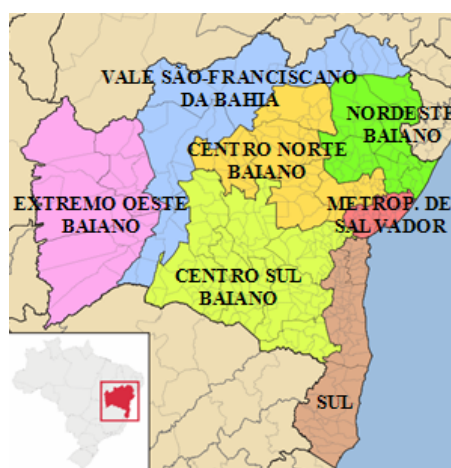 VALE SÃO-FRANCISCANO
DA BAHIA
NORDESTE
BAIANO
CENTRO NORTE
BAIANO
EXTREMO OESTE
BAIANO
METROP. DE
SALVADOR
CENTRO SUL
BAIANO
SUL